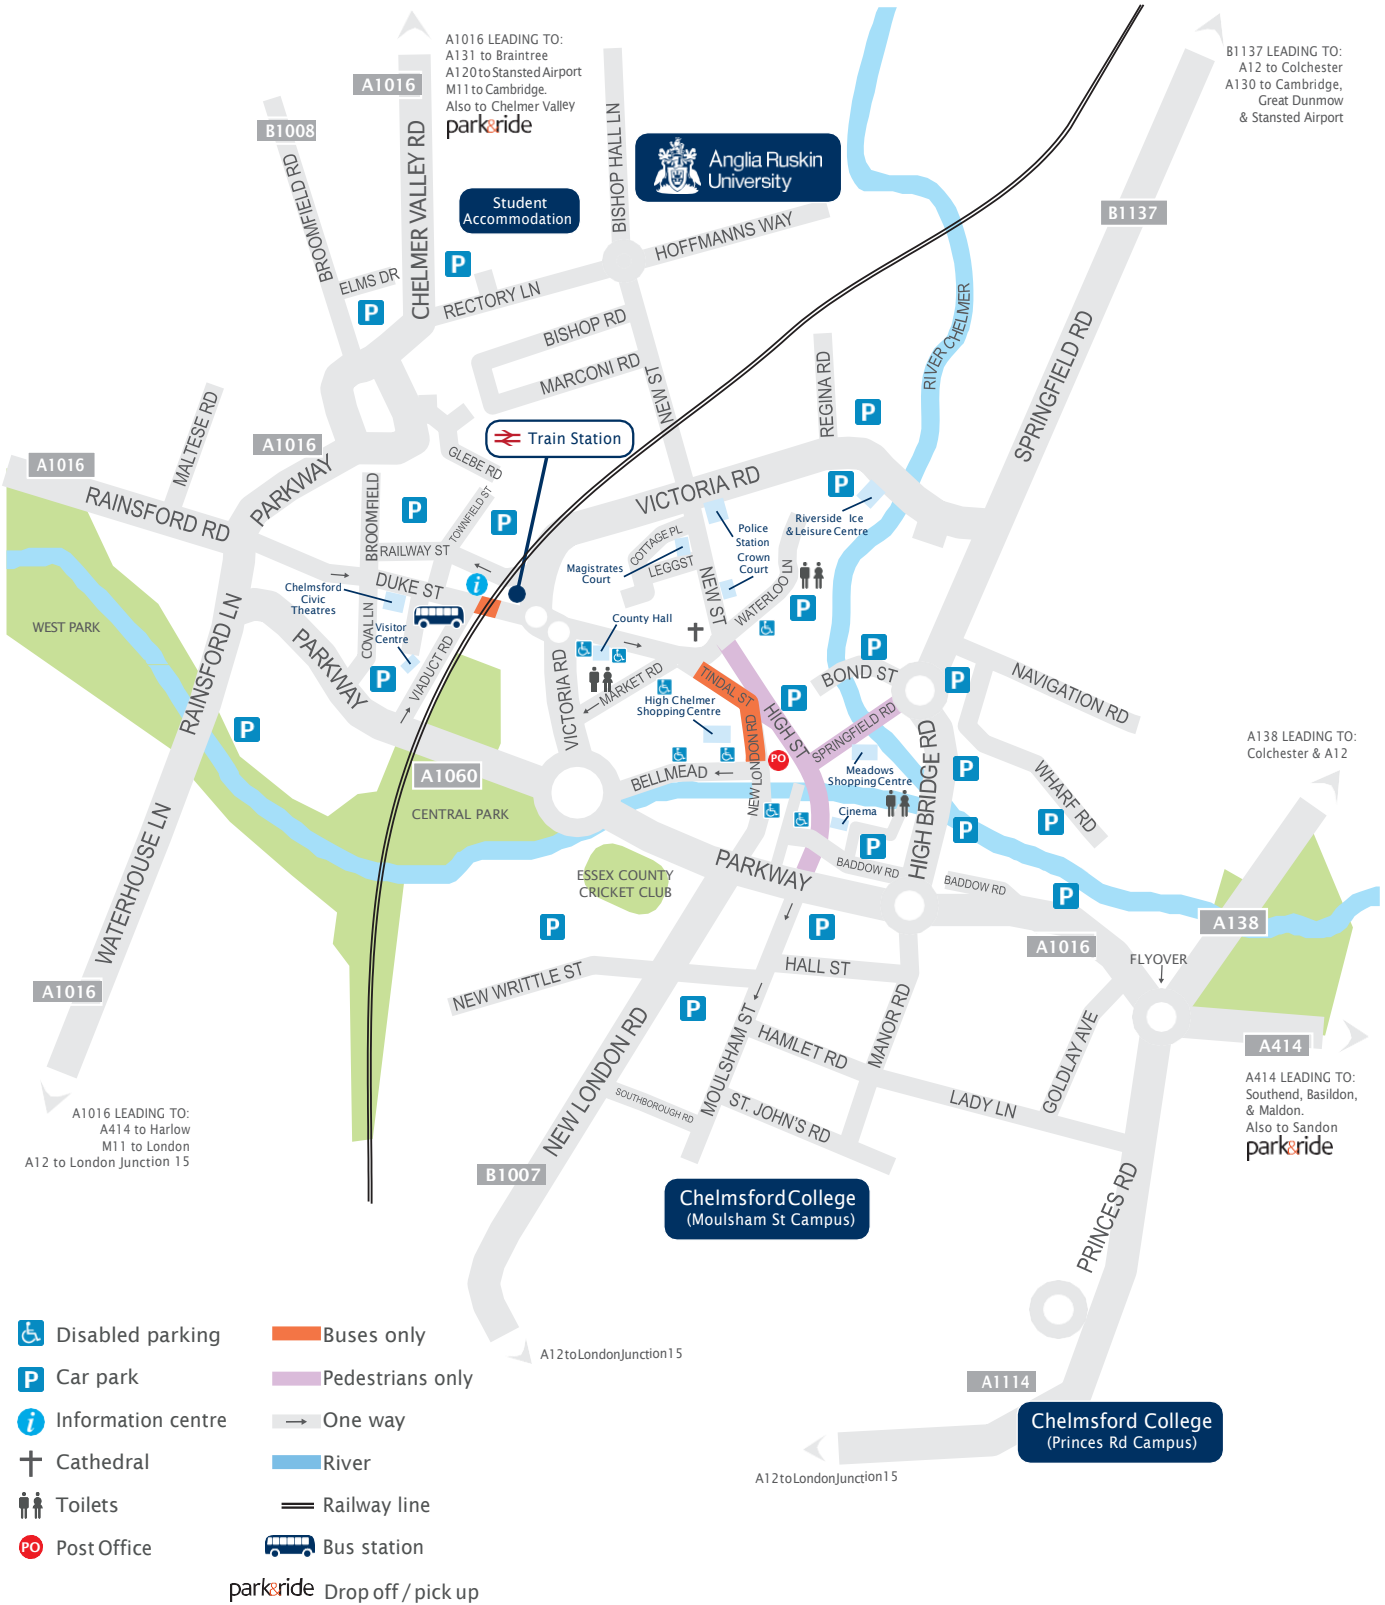 A1016 LEADING TO:
A131 to Braintree
A120 to Stansted Airport
M11 to Cambridge.
Also to Chelmer Valley
park&ride
B1137 LEADING TO:
A12 to Colchester
A130 to Cambridge,
Great Dunmow
& Stansted Airport
A1016
B1008
CHELMER VALLEY RD
BROOMFIELD RD
BISHOP HALL LN
Anglia Ruskin
University
Student
Accommodation
B1137
HOFFMANNS WAY
ELMS DR
P
P
RECTORY LN
BISHOP RD
MARCONI RD
NEW ST
RIVER CHELMER
REGINA RD
SPRINGFIELD RD
MALTESE RD
P
A1016
A1016
Train Station
GLEBE RD
PARKWAY
RAINSFORD RD
BROOMFIELD
P
TOWNFIELD ST
P
VICTORIA RD
P
Riverside Ice
& Leisure Centre
Police
Station
Crown
Court
COTTAGE PL
LEGGST
Magistrates
Court
RAILWAY ST
DUKE ST
i
Chelmsford
Civic
Theatres
COVAL LN
Visitor
Centre
VIADUCT RD
NEW ST
WATERLOO LN
P
County Hall
WEST PARK
RAINSFORD LN
PARKWAY
P
P
VICTORIA RD
MARKET RD
TINDAL ST
High Chelmer
Shopping Centre
NEW LONDON RD
HIGH ST
P
PO
SPRINGFIELD RD
BOND ST
P
P
NAVIGATION RD
A138 LEADING TO:
Colchester & A12
A1060
BELLMEAD
NEW LONDON RD
Meadows
Shopping Centre
Cinema
HIGH BRIDGE RD
P
P
WHARF RD
P
CENTRAL PARK
WATERHOUSE LN
ESSEX COUNTY
CRICKET CLUB
PARKWAY
P
BADDOW RD
BADDOW RD
P
A138
P
P
A1016
FLYOVER
A1016
NEW WRITTLE ST
HALL ST
P
MOULSHAM ST
MANOR RD
HAMLET RD
NEW LONDON RD
SOUTHBOROUGH RD
ST. JOHN'S RD
LADY LN
GOLDLAY AVE
A414
A414 LEADING TO:
Southend, Basildon,
& Maldon.
Also to Sandon
park&ride
A1016 LEADING TO:
A414 to Harlow
M11 to London
A12 to London Junction 15
B1007
Chelmsford College
(Moulsham St Campus)
PRINCES RD
A12 to London Junction 15
A1114
Chelmsford College
(Princes Rd Campus)
A12 to London Junction 15
Disabled parking
P Car park
i Information centre
Cathedral
Toilets
PO Post Office
Buses only
Pedestrians only
One way
River
Railway line
Bus station
park&ride Drop off / pick up